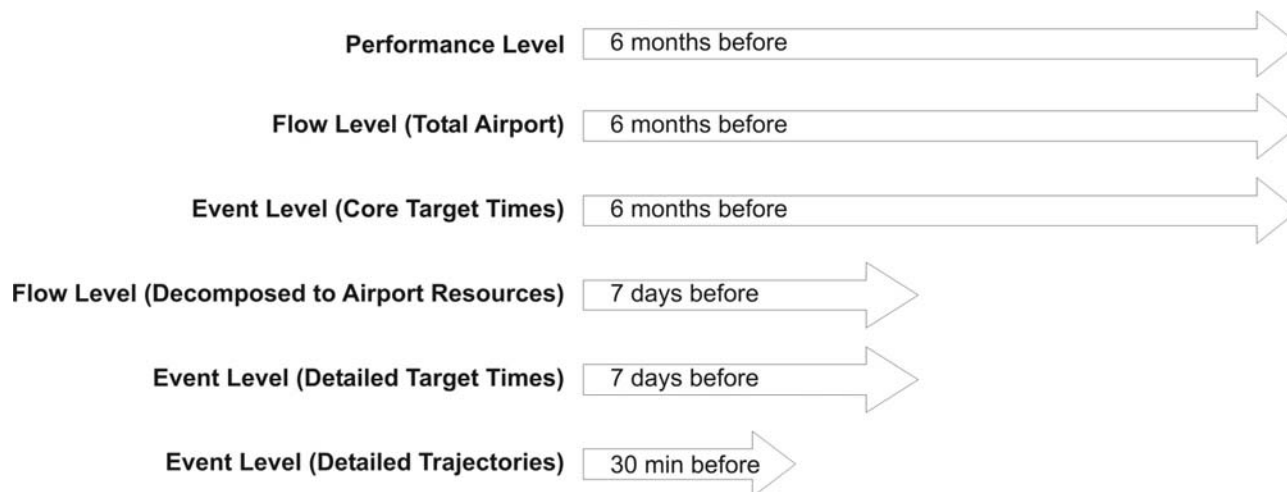 Performance Level 6 months before
Flow Level (Total Airport) 6 months before
Event Level (Core Target Times) 6 months before
Flow Level (Decomposed to Airport Resources) 7 days before
Event Level (Detailed Target Times) 7 days before
Event Level (Detailed Trajectories) 30 min before